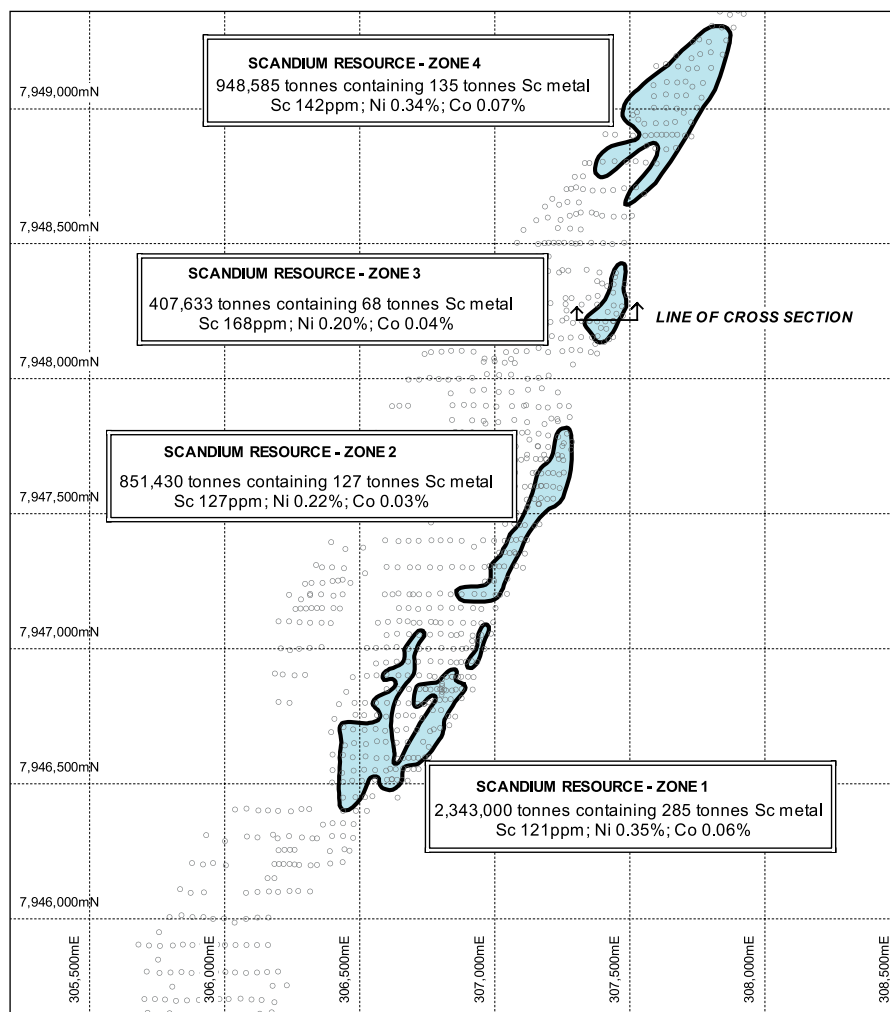 SCANDIUM RESOURCE - ZONE 4
948,585 tonnes containing 135 tonnes Sc metal
Sc 142ppm; Ni 0.34%; Co 0.07%
7,949,000mN
7,948,500mN
SCANDIUM RESOURCE - ZONE 3
407,633 tonnes containing 68 tonnes Sc metal
Sc 168ppm; Ni 0.20%; Co 0.04%
LINE OF CROSS SECTION
7,948,000mN
SCANDIUM RESOURCE - ZONE 2
851,430 tonnes containing 127 tonnes Sc metal
Sc 127ppm; Ni 0.22%; Co 0.03%
7,947,500mN
7,947,000mN
7,946,500mN
SCANDIUM RESOURCE - ZONE 1
2,343,000 tonnes containing 285 tonnes Sc metal
Sc 121ppm; Ni 0.35%; Co 0.06%
7,946,000mN
305,500mE
306,000mE
306,500mE
307,000mE
307,500mE
308,000mE
308,500mE